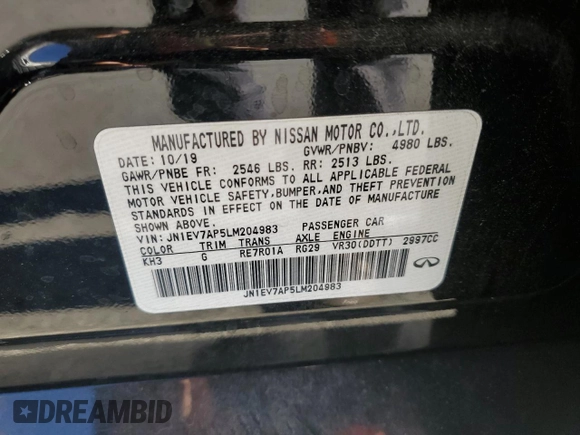 MANUFACTURED BY NISSAN MOTOR CO.,LTD.
DATE: 10/19 GVWR/PNBV: 4980 LBS.
GAWR/PNBE FR: 2546 LBS. RR: 2513 LBS.
THIS VEHICLE CONFORMS TO ALL APPLICABLE FEDERAL
MOTOR VEHICLE SAFETY,BUMPER,AND THEFT PREVENTION
STANDARDS IN EFFECT ON THE DATE OF MANUFACTURE
SHOWN ABOVE.
VIN: JN1EV7AP5LM204983 PASSENGER CAR
COLOR TRIM TRANS AXLE ENGINE
KH3 G RE7R01A RG29 VR30(DDTT) 2997CC
JN1EV7AP5LM204983
INFINITI
DREAMBID